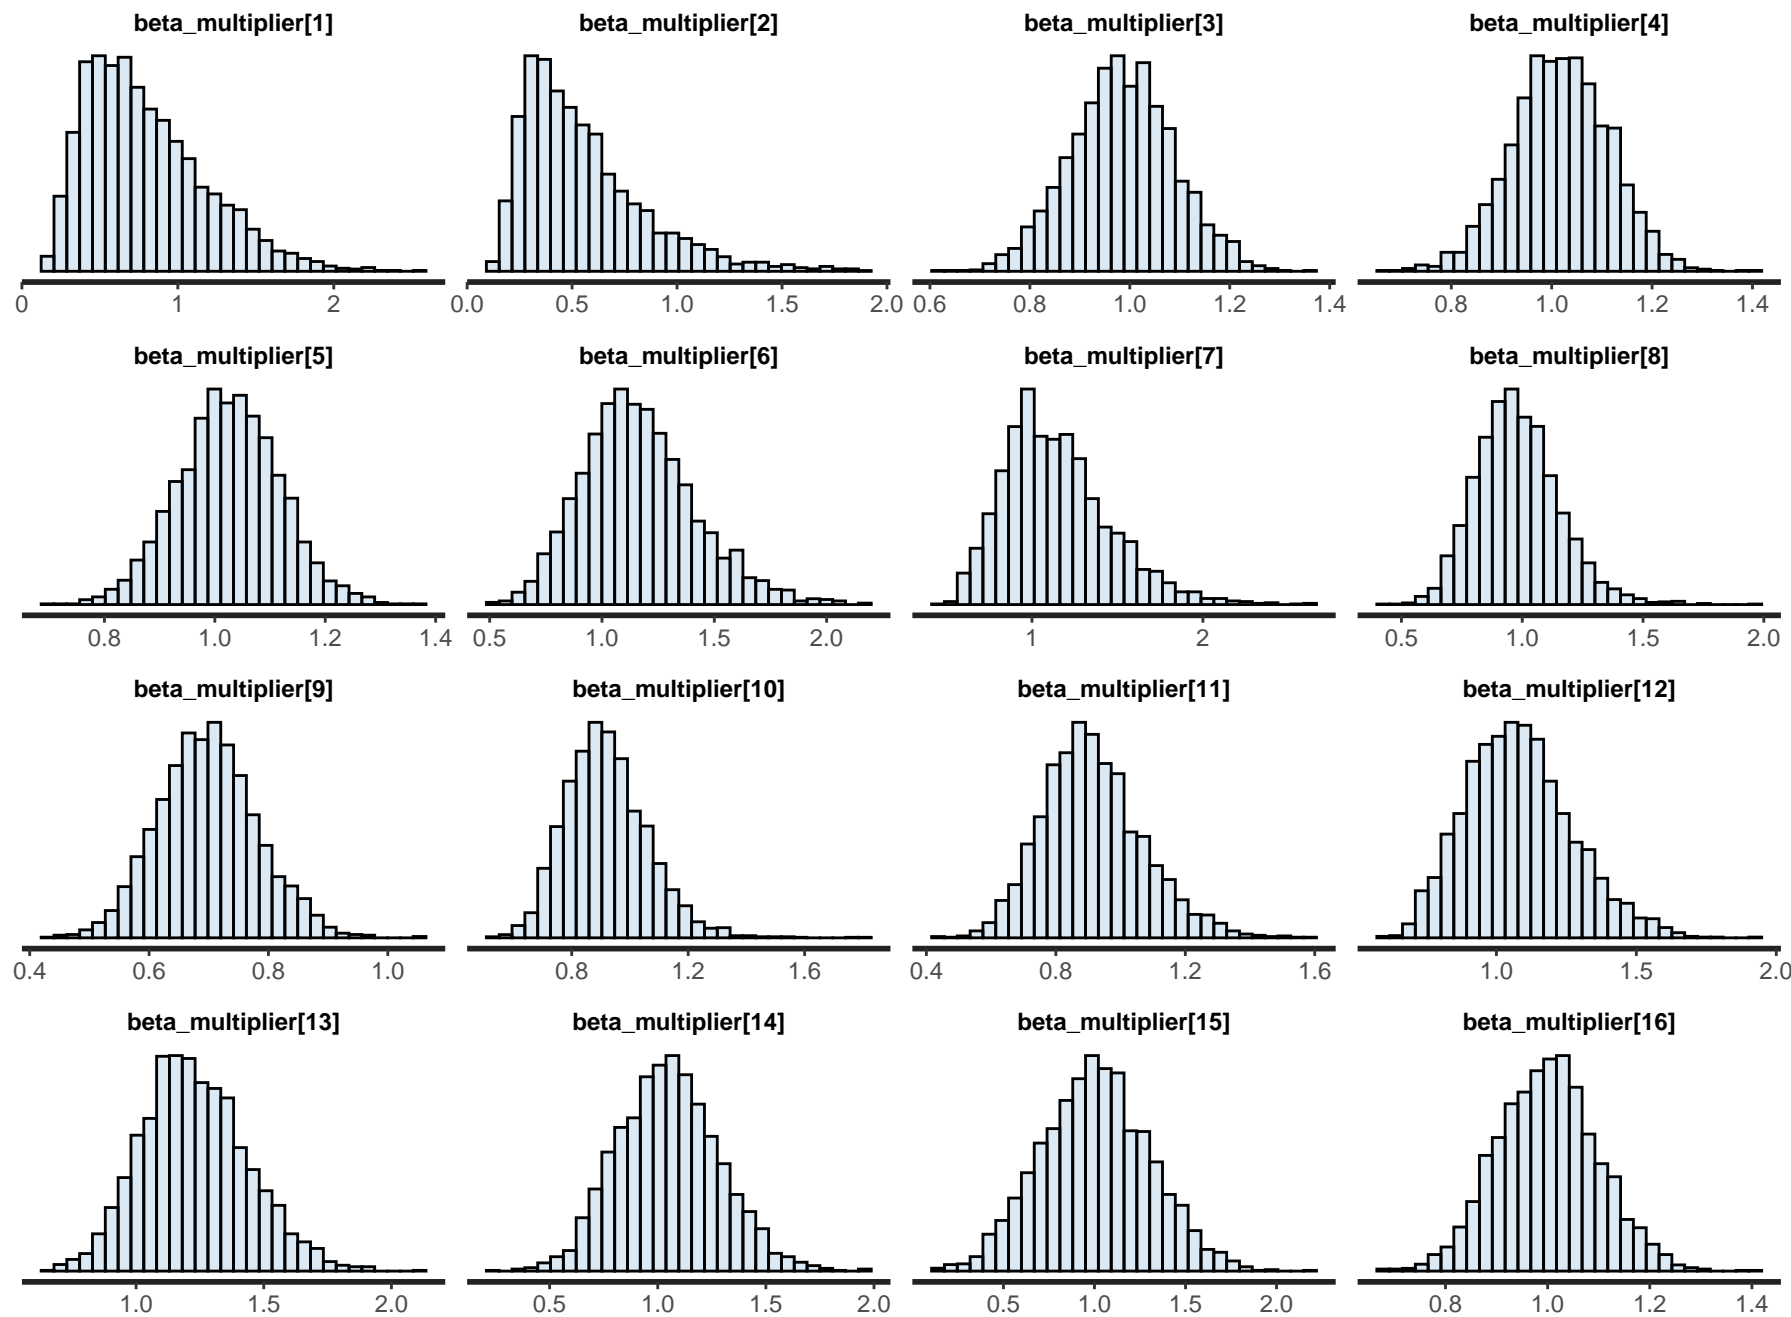 beta_multiplier[1] beta_multiplier[2] beta_multiplier[3] beta_multiplier[4]
0 1 2 0.0 0.5 1.0 1.5 2.0 0.6 0.8 1.0 1.2 1.4 0.8 1.0 1.2 1.4
beta_multiplier[5] beta_multiplier[6] beta_multiplier[7] beta_multiplier[8]
0.8 1.0 1.2 1.4 0.5 1.0 1.5 2.0 1 2 0.5 1.0 1.5 2.0
beta_multiplier[9] beta_multiplier[10] beta_multiplier[11] beta_multiplier[12]
0.4 0.6 0.8 1.0 0.8 1.2 1.6 0.4 0.8 1.2 1.6 1.0 1.5 2.0
beta_multiplier[13] beta_multiplier[14] beta_multiplier[15] beta_multiplier[16]
1.0 1.5 2.0 0.5 1.0 1.5 2.0 0.5 1.0 1.5 2.0 0.8 1.0 1.2 1.4